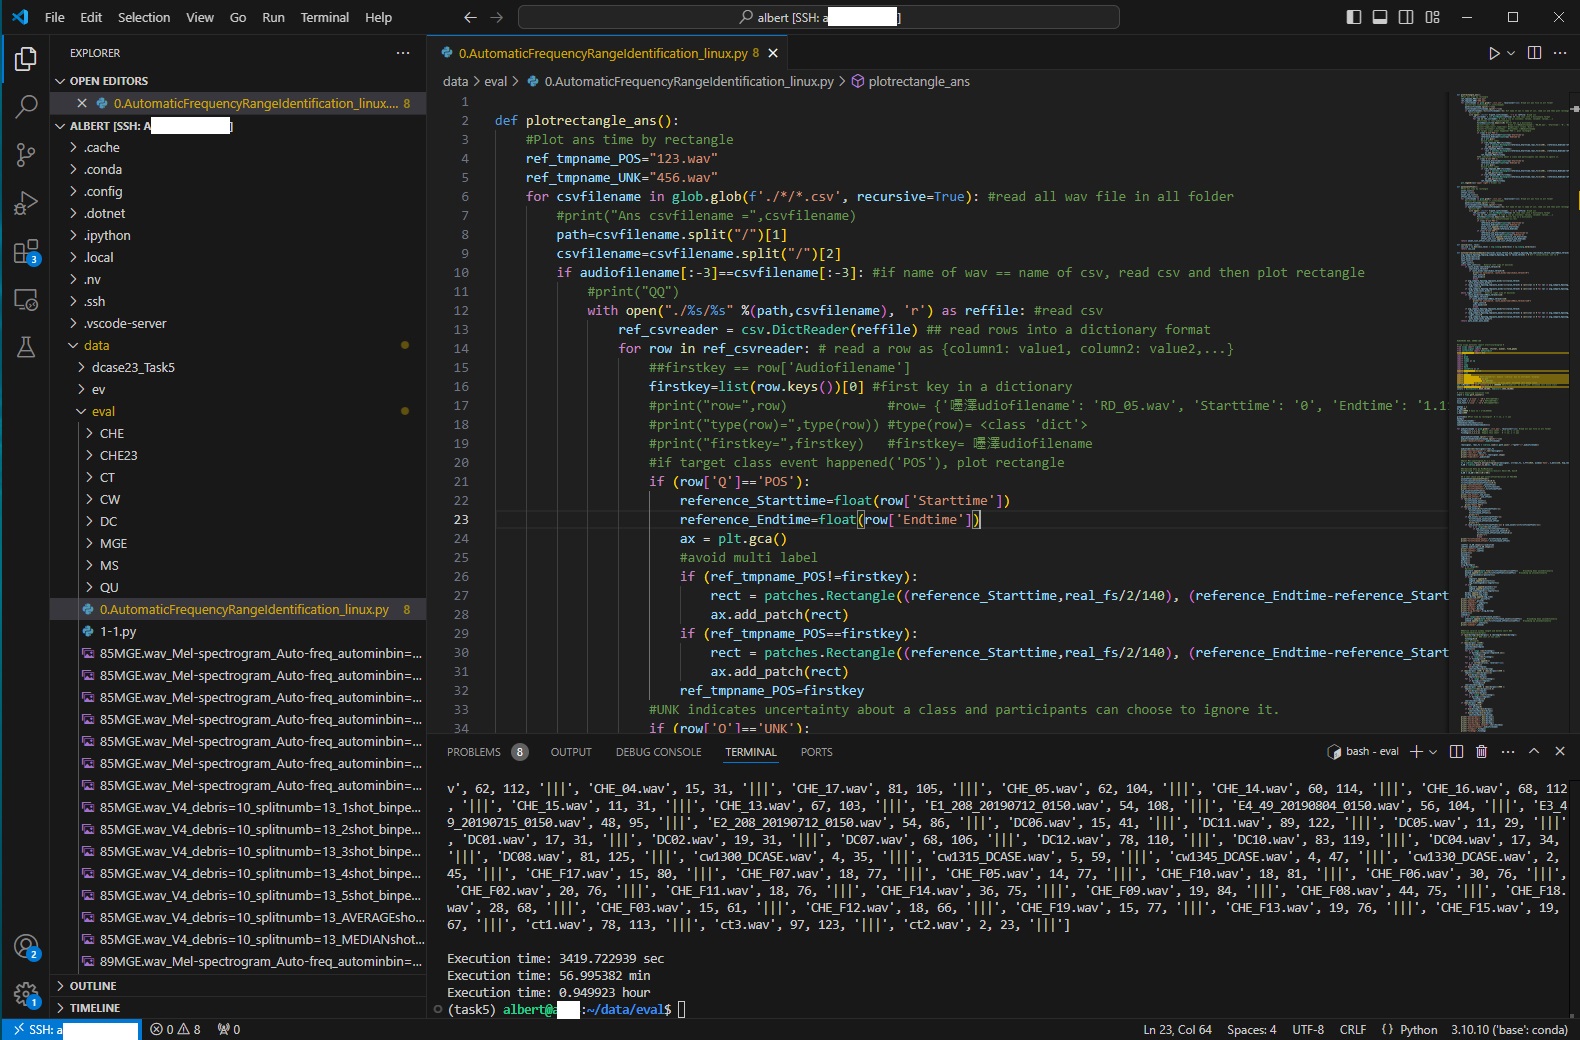 File Edit Selection View Go Run Terminal Help
albert [SSH: a ]
EXPLORER
OPEN EDITORS
0.AutomaticFrequencyRangeIdentification_linux.... 8
ALBERT [SSH: A ]
.cache
.conda
.config
.dotnet
.ipython
.local
.nv
.ssh
.vscode-server
data
dcase23_Task5
ev
eval
CHE
CHE23
CT
CW
DC
MGE
MS
QU
0.AutomaticFrequencyRangeIdentification_linux.py 8
1-1.py
85MGE.wav_Mel-spectrogram_Auto-freq_autominbin=...
85MGE.wav_Mel-spectrogram_Auto-freq_autominbin=...
85MGE.wav_Mel-spectrogram_Auto-freq_autominbin=...
85MGE.wav_Mel-spectrogram_Auto-freq_autominbin=...
85MGE.wav_Mel-spectrogram_Auto-freq_autominbin=...
85MGE.wav_Mel-spectrogram_Auto-freq_autominbin=...
85MGE.wav_Mel-spectrogram_Auto-freq_autominbin=...
85MGE.wav_V4_debris=10_splitnumb=13_1shot_binpe...
85MGE.wav_V4_debris=10_splitnumb=13_2shot_binpe...
85MGE.wav_V4_debris=10_splitnumb=13_3shot_binpe...
85MGE.wav_V4_debris=10_splitnumb=13_4shot_binpe...
85MGE.wav_V4_debris=10_splitnumb=13_5shot_binpe...
85MGE.wav_V4_debris=10_splitnumb=13_AVERAGEsho...
85MGE.wav_V4_debris=10_splitnumb=13_MEDIANshot...
89MGE.wav_Mel-spectrogram_Auto-freq_autominbin=...
OUTLINE
TIMELINE
3
2
1
0.AutomaticFrequencyRangeIdentification_linux.py 8
data > eval > 0.AutomaticFrequencyRangeIdentification_linux.py > plotrectangle_ans
1
2 def plotrectangle_ans():
3 #Plot ans time by rectangle
4 ref_tmpname_POS="123.wav"
5 ref_tmpname_UNK="456.wav"
6 for csvfilename in glob.glob(f'./*/*.csv', recursive=True): #read all wav file in all folder
7 #print("Ans csvfilename =",csvfilename)
8 path=csvfilename.split("/")[1]
9 csvfilename=csvfilename.split("/")[2]
10 if audiofilename[:-3]==csvfilename[:-3]: #if name of wav == name of csv, read csv and then plot rectangle
11 #print("QQ")
12 with open("./%s/%s" %(path,csvfilename), 'r') as reffile: #read csv
13 ref_csvreader = csv.DictReader(reffile) ## read rows into a dictionary format
14 for row in ref_csvreader: # read a row as {column1: value1, column2: value2,...}
15 ##firstkey == row['Audiofilename']
16 firstkey=list(row.keys())[0] #first key in a dictionary
17 #print("row=",row) #row= {'嚜澤udiofilename': 'RD_05.wav', 'Starttime': '0', 'Endtime': '1.1
18 #print("type(row)=",type(row)) #type(row)= <class 'dict'>
19 #print("firstkey=",firstkey) #firstkey= 嚜澤udiofilename
20 #if target class event happened('POS'), plot rectangle
21 if (row['Q']=='POS'):
22 reference_Starttime=float(row['Starttime'])
23 reference_Endtime=float(row['Endtime'])
24 ax = plt.gca()
25 #avoid multi label
26 if (ref_tmpname_POS!=firstkey):
27 rect = patches.Rectangle((reference_Starttime,real_fs/2/140), (reference_Endtime-reference_Start
28 ax.add_patch(rect)
29 if (ref_tmpname_POS==firstkey):
30 rect = patches.Rectangle((reference_Starttime,real_fs/2/140), (reference_Endtime-reference_Start
31 ax.add_patch(rect)
32 ref_tmpname_POS=firstkey
33 #UNK indicates uncertainty about a class and participants can choose to ignore it.
34 if (row['Q']=='UNK'):
PROBLEMS 8 OUTPUT DEBUG CONSOLE TERMINAL PORTS bash - eval
v', 62, 112, '|||', 'CHE_04.wav', 15, 31, '|||', 'CHE_17.wav', 81, 105, '|||', 'CHE_05.wav', 62, 104, '|||', 'CHE_14.wav', 60, 114, '|||', 'CHE_16.wav', 68, 112
, '|||', 'CHE_15.wav', 11, 31, '|||', 'CHE_13.wav', 67, 103, '|||', 'E1_208_20190712_0150.wav', 54, 108, '|||', 'E4_49_20190804_0150.wav', 56, 104, '|||', 'E3_4
9_20190715_0150.wav', 48, 95, '|||', 'E2_208_20190712_0150.wav', 54, 86, '|||', 'DC06.wav', 15, 41, '|||', 'DC11.wav', 89, 122, '|||', 'DC05.wav', 11, 29, '|||'
, 'DC01.wav', 17, 31, '|||', 'DC02.wav', 19, 31, '|||', 'DC07.wav', 68, 106, '|||', 'DC12.wav', 78, 110, '|||', 'DC10.wav', 83, 119, '|||', 'DC04.wav', 17, 34,
'|||', 'DC08.wav', 81, 125, '|||', 'cw1309_DCASE.wav', 4, 35, '|||', 'cw1315_DCASE.wav', 5, 59, '|||', 'cw1345_DCASE.wav', 4, 47, '|||', 'cw1300_DCASE.wav', 2,
45, '|||', 'CHE_F17.wav', 15, 80, '|||', 'CHE_F07.wav', 18, 77, '|||', 'CHE_F05.wav', 14, 77, '|||', 'CHE_F10.wav', 18, 81, '|||', 'CHE_F06.wav', 30, 76, '|||',
'CHE_F02.wav', 20, 76, '|||', 'CHE_F11.wav', 18, 76, '|||', 'CHE_F14.wav', 36, 75, '|||', 'CHE_F09.wav', 19, 84, '|||', 'CHE_F08.wav', 44, 75, '|||', 'CHE_F18.
wav', 28, 68, '|||', 'CHE_F03.wav', 15, 61, '|||', 'CHE_F12.wav', 18, 66, '|||', 'CHE_F19.wav', 15, 77, '|||', 'CHE_F13.wav', 19, 76, '|||', 'CHE_F15.wav', 19,
67, '|||', 'ct1.wav', 78, 113, '|||', 'ct3.wav', 97, 123, '|||', 'ct2.wav', 2, 23, '|||']
Execution time: 3419.722939 sec
Execution time: 56.995382 min
Execution time: 0.949923 hour
(task5) albert@a :~/data/eval$
SSH: a 0 8 0 Ln 23, Col 64 Spaces: 4 UTF-8 CRLF { } Python 3.10.10 ('base': conda)